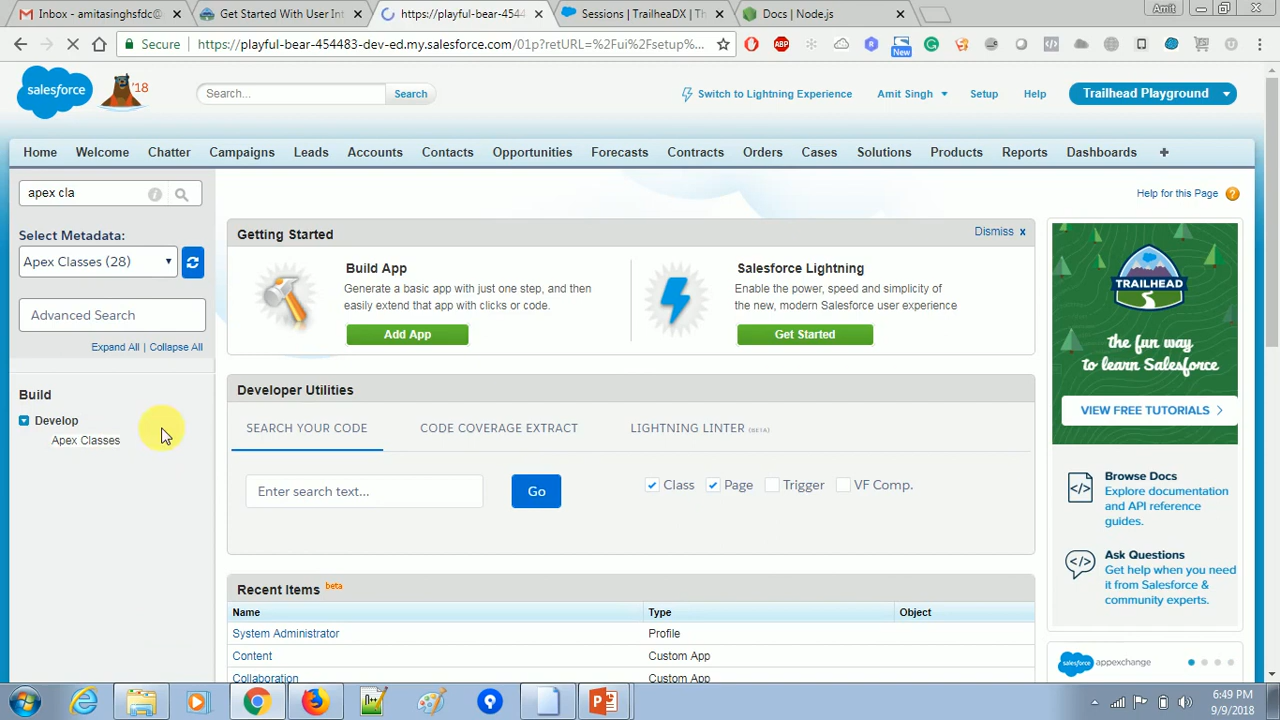 Inbox - amitasinghsfdc@
Get Started With User Int
https://playful-bear-4544
Sessions | TrailheaDX | T
Docs | Node.js
Amit
Secure
https://playful-bear-454483-dev-ed.my.salesforce.com/01p?retURL=%2Fui%2Fsetup%...
ABP
New
salesforce
'18
Search...
Search
Switch to Lightning Experience
Amit Singh
Setup
Help
Trailhead Playground
Home
Welcome
Chatter
Campaigns
Leads
Accounts
Contacts
Opportunities
Forecasts
Contracts
Orders
Cases
Solutions
Products
Reports
Dashboards
apex cla
Select Metadata:
Apex Classes (28)
Advanced Search
Expand All | Collapse All
Build
Develop
Apex Classes
Help for this Page
Getting Started
Dismiss x
Build App
Generate a basic app with just one step, and then
easily extend that app with clicks or code.
Add App
Salesforce Lightning
Enable the power, speed and simplicity of
the new, modern Salesforce user experience
Get Started
Developer Utilities
SEARCH YOUR CODE
CODE COVERAGE EXTRACT
LIGHTNING LINTER (BETA)
Enter search text...
Go
Class
Page
Trigger
VF Comp.
Recent Items beta
Name
Type
Object
System Administrator
Profile
Content
Custom App
Collaboration
Custom App
TRAILHEAD
the fun way
to learn Salesforce
VIEW FREE TUTORIALS
Browse Docs
Explore documentation
and API reference
guides.
Ask Questions
Get help when you need
it from Salesforce &
community experts.
salesforce
appexchange
6:49 PM
9/9/2018